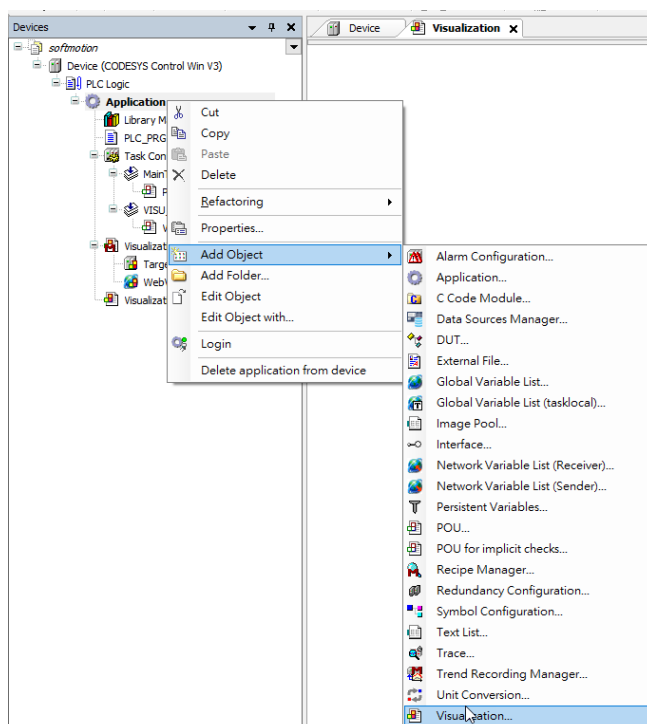 Devices
softmotion
Device (CODESYS Control Win V3)
PLC Logic
Application
Library M
PLC_PRG
Task Con
MainT
VISU_
Visualizat
Targe
WebV
Visualizat
Device
Visualization
Cut
Copy
Paste
Delete
Refactoring
Properties...
Add Object
Add Folder...
Edit Object
Edit Object with...
Login
Delete application from device
Alarm Configuration...
Application...
C Code Module...
Data Sources Manager...
DUT...
External File...
Global Variable List...
Global Variable List (tasklocal)...
Image Pool...
Interface...
Network Variable List (Receiver)...
Network Variable List (Sender)...
Persistent Variables...
POU...
POU for implicit checks...
Recipe Manager...
Redundancy Configuration...
Symbol Configuration...
Text List...
Trace...
Trend Recording Manager...
Unit Conversion...
Visualization...